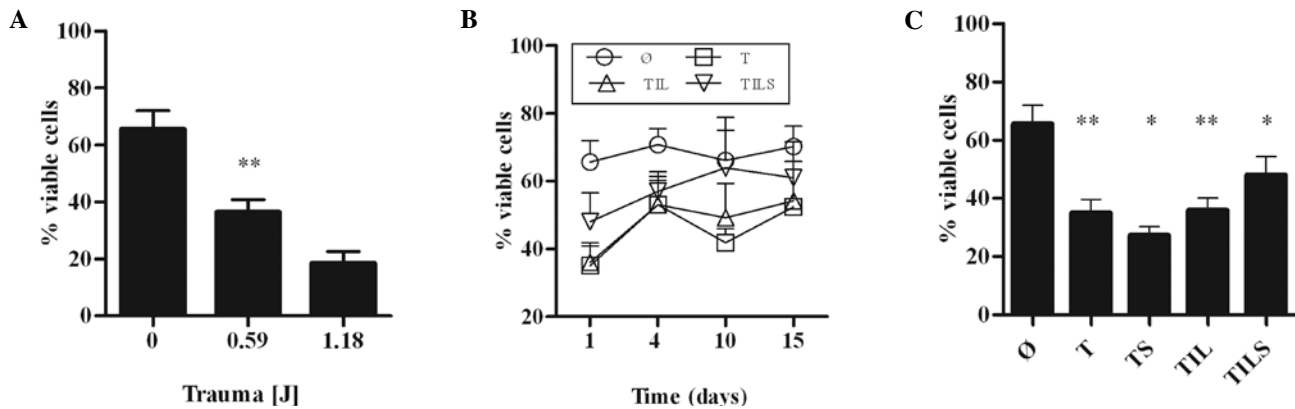 A
% viable cells
100
80
60
40
20
0
**
0 0.59 1.18
Trauma [J]
B
% viable cells
100
80
60
40
20
Ø T
TIL TILS
1 4 10 15
Time (days)
C
% viable cells
100
80
60
40
20
0
** * ** *
Ø T TS TIL TILS